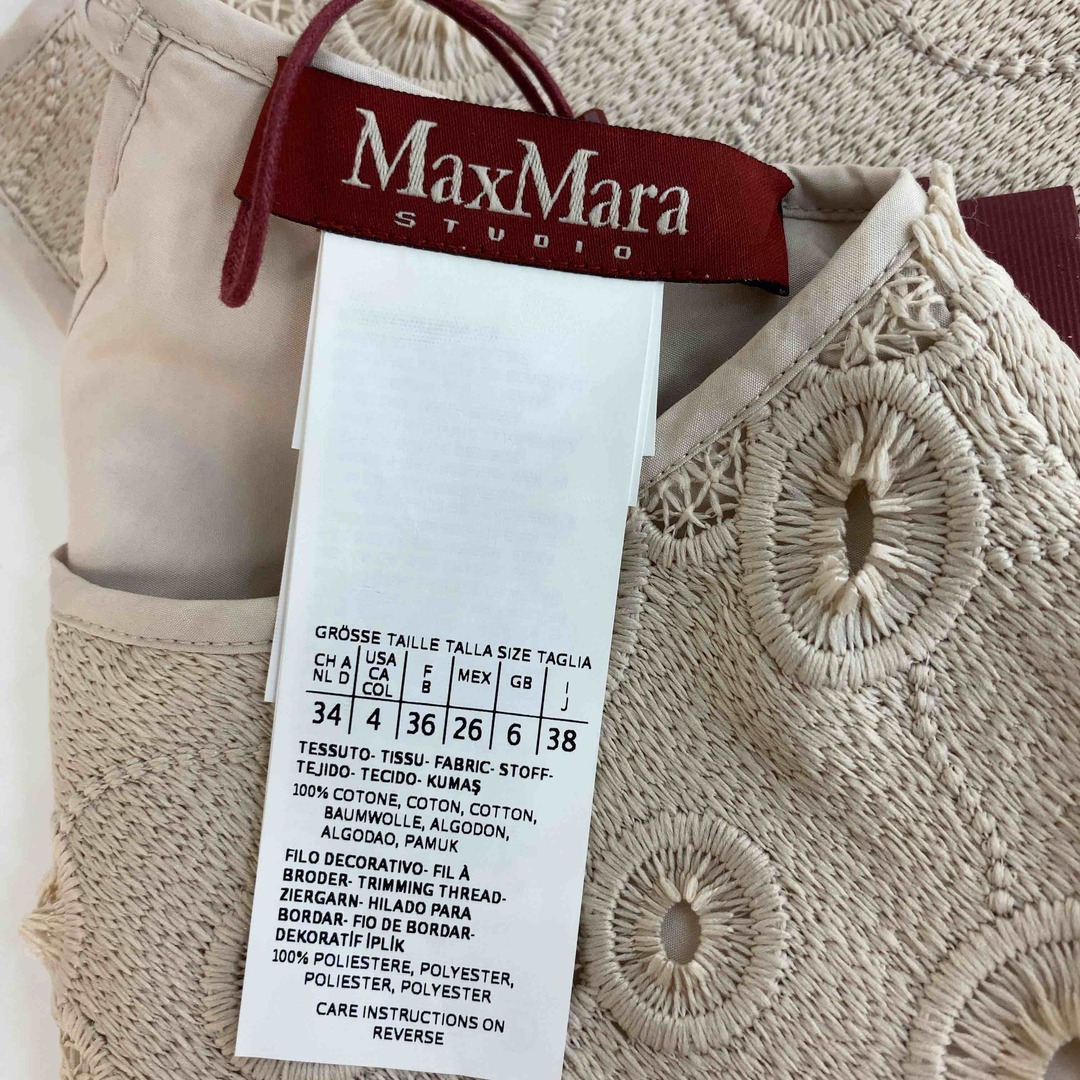 MaxMara
STUDIO
GRÖSSE TAILLE TALLA SIZE TAGLIA
CH A NL D | USA CA COL | F B | MEX | GB | I J
34 | 4 | 36 | 26 | 6 | 38
TESSUTO- TISSU- FABRIC- STOFF-
TEJIDO- TECIDO- KUMAŞ
100% COTONE, COTON, COTTON,
BAUMWOLLE, ALGODON,
ALGODAO, PAMUK
FILO DECORATIVO- FIL À
BRODER- TRIMMING THREAD-
ZIERGARN- HILADO PARA
BORDAR- FIO DE BORDAR-
DEKORATİF İPLİK
100% POLIESTERE, POLYESTER,
POLIESTER, POLYESTER
CARE INSTRUCTIONS ON
REVERSE